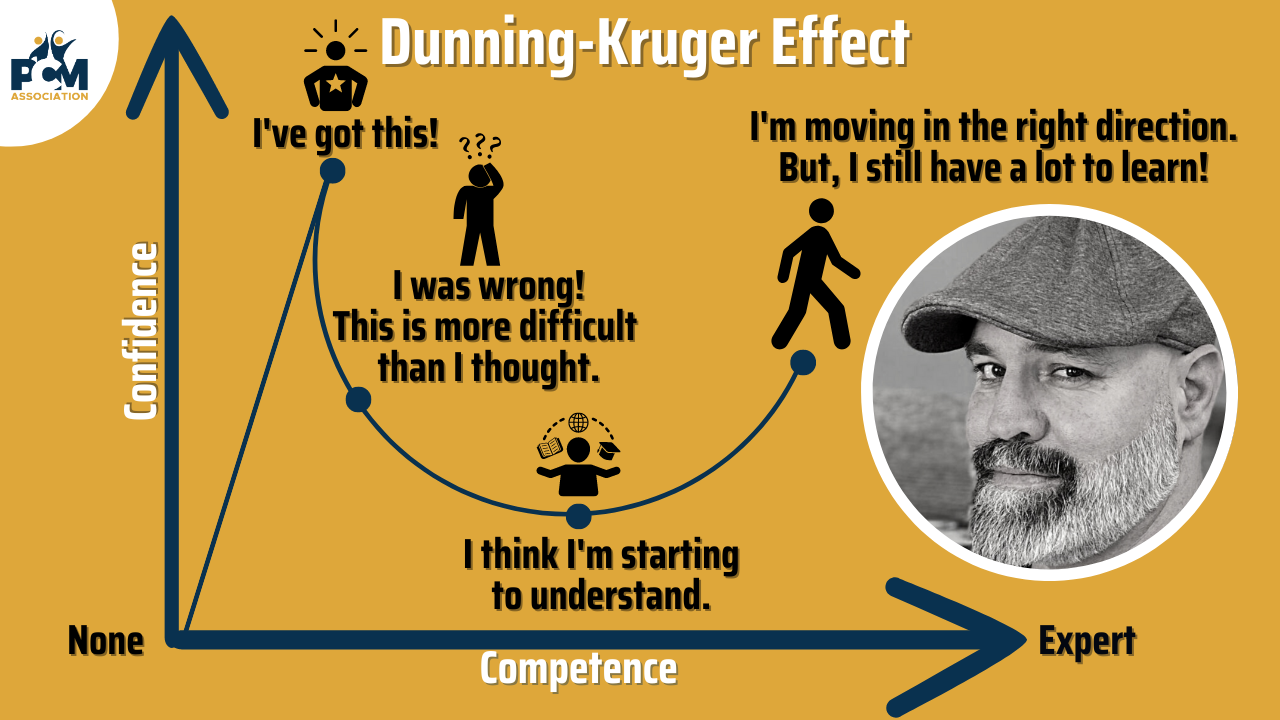 PCM
ASSOCIATION
Dunning-Kruger Effect
I've got this!
???
I'm moving in the right direction.
But, I still have a lot to learn!
I was wrong!
This is more difficult
than I thought.
Confidence
I think I'm starting
to understand.
None
Expert
Competence